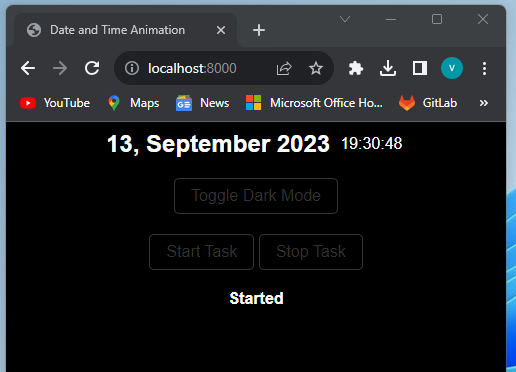 Date and Time Animation
localhost:8000
V
YouTube Maps News Microsoft Office Ho... GitLab »
13, September 2023 19:30:48
Toggle Dark Mode
Start Task Stop Task
Started